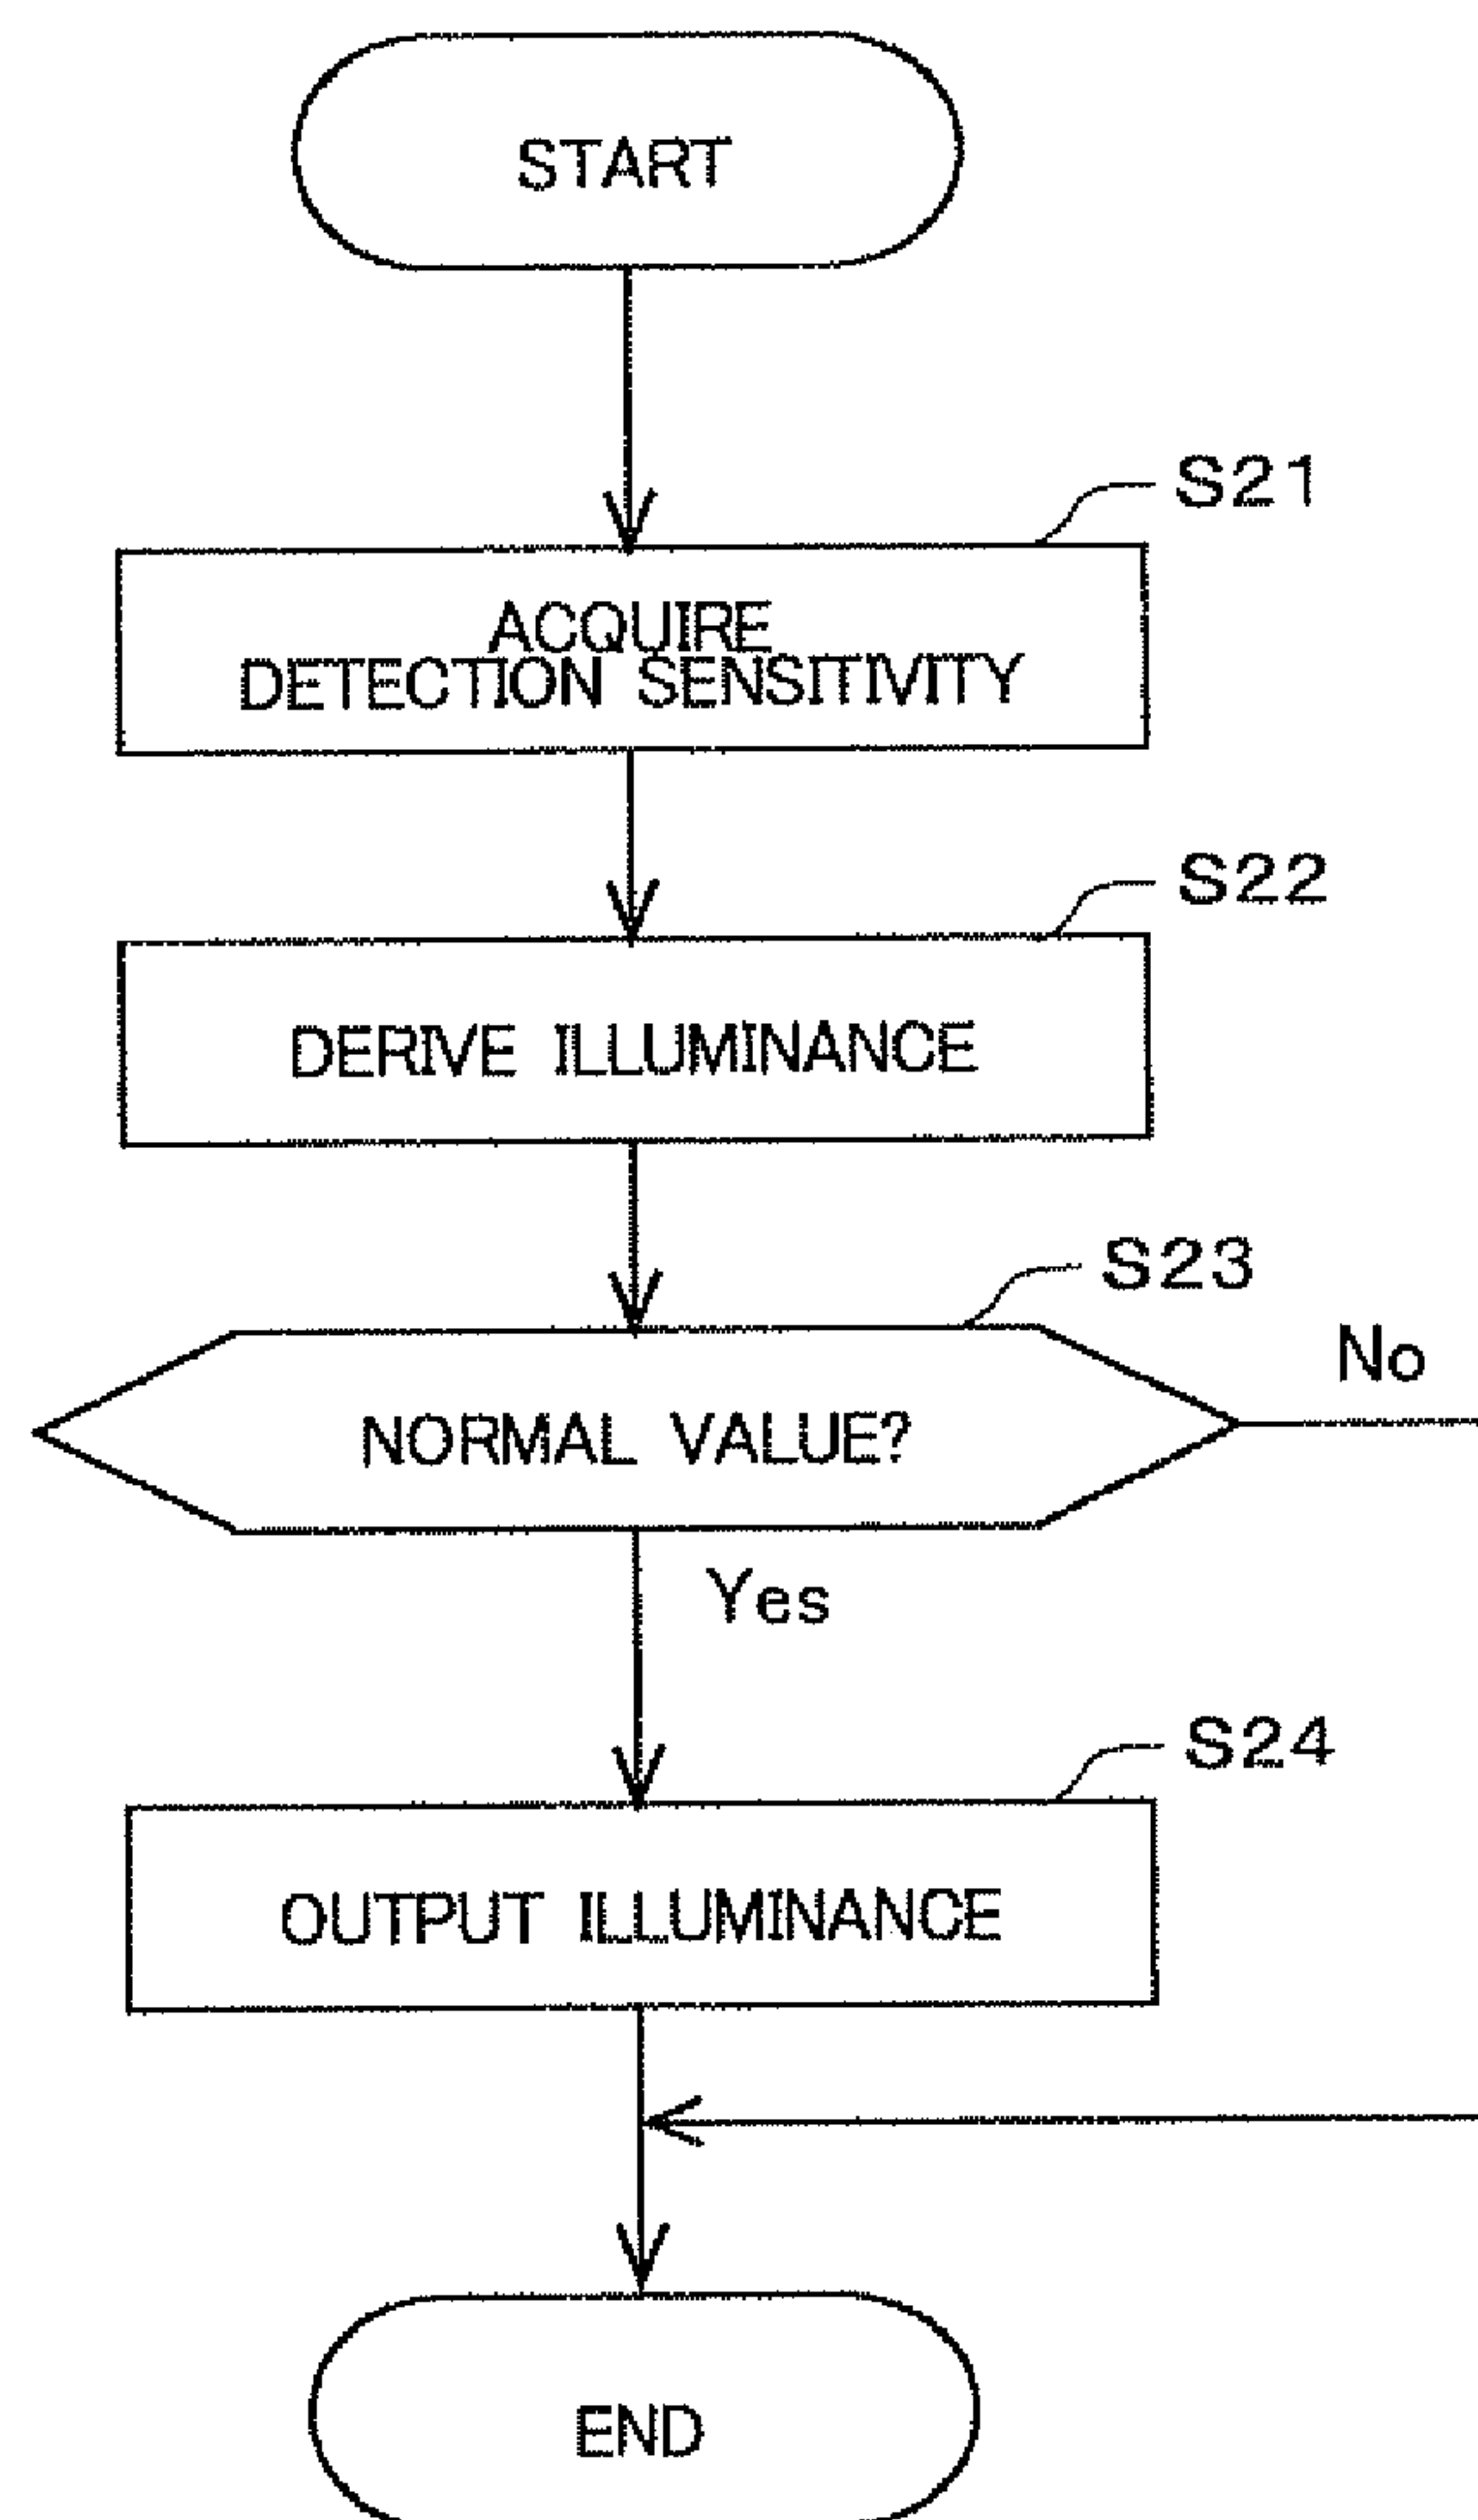 START
S21
ACQUIRE
DETECTION SENSITIVITY
S22
DERIVE ILLUMINANCE
S23
No
NORMAL VALUE?
Yes
S24
OUTPUT ILLUMINANCE
END